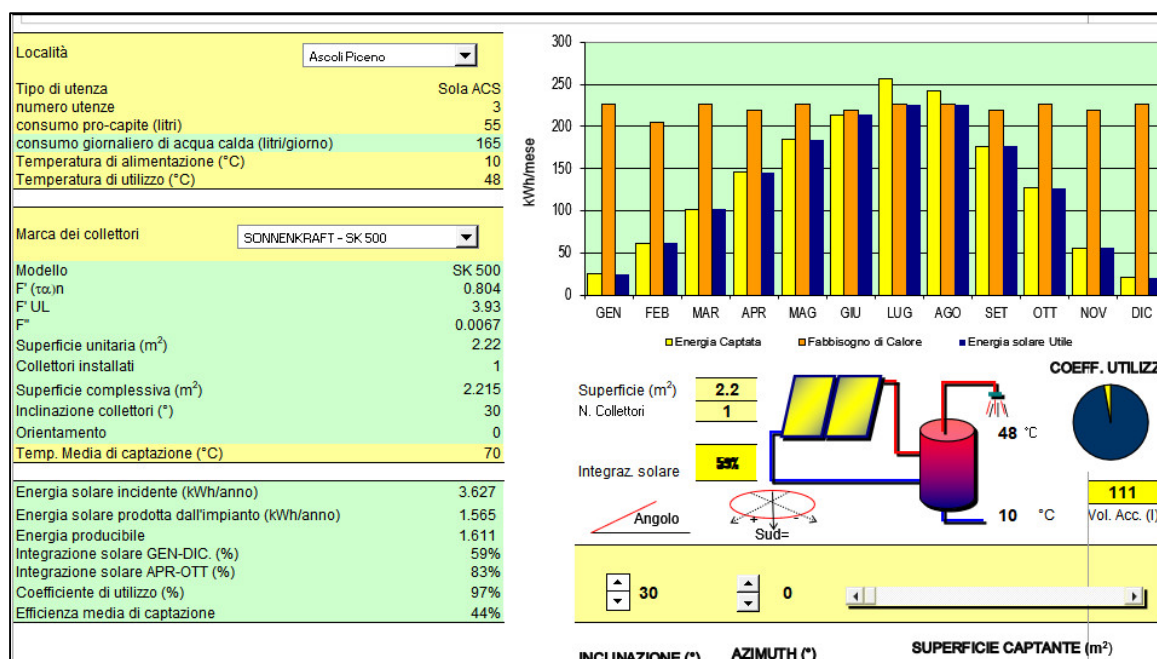 Località Ascoli Piceno
Tipo di utenza Sola ACS
numero utenze 3
consumo pro-capite (litri) 55
consumo giornaliero di acqua calda (litri/giorno) 165
Temperatura di alimentazione (°C) 10
Temperatura di utilizzo (°C) 48
Marca dei collettori SONNENKRAFT - SK 500
Modello SK 500
F' (τα)n 0.804
F' UL 3.93
F" 0.0067
Superficie unitaria (m²) 2.22
Collettori installati 1
Superficie complessiva (m²) 2.215
Inclinazione collettori (°) 30
Orientamento 0
Temp. Media di captazione (°C) 70
Energia solare incidente (kWh/anno) 3.627
Energia solare prodotta dall'impianto (kWh/anno) 1.565
Energia producibile 1.611
Integrazione solare GEN-DIC. (%) 59%
Integrazione solare APR-OTT (%) 83%
Coefficiente di utilizzo (%) 97%
Efficienza media di captazione 44%
kWh/mese
300
250
200
150
100
50
0
GEN FEB MAR APR MAG GIU LUG AGO SET OTT NOV DIC
Energia Captata Fabbisogno di Calore Energia solare Utile
COEFF. UTILIZZ
Superficie (m²) 2.2
N. Collettori 1
48 °C
Integraz. solare 59%
111
Vol. Acc. (l)
10 °C
Angolo
+ -
Sud=
30 0
INCLINAZIONE (°) AZIMUTH (°) SUPERFICIE CAPTANTE (m²)